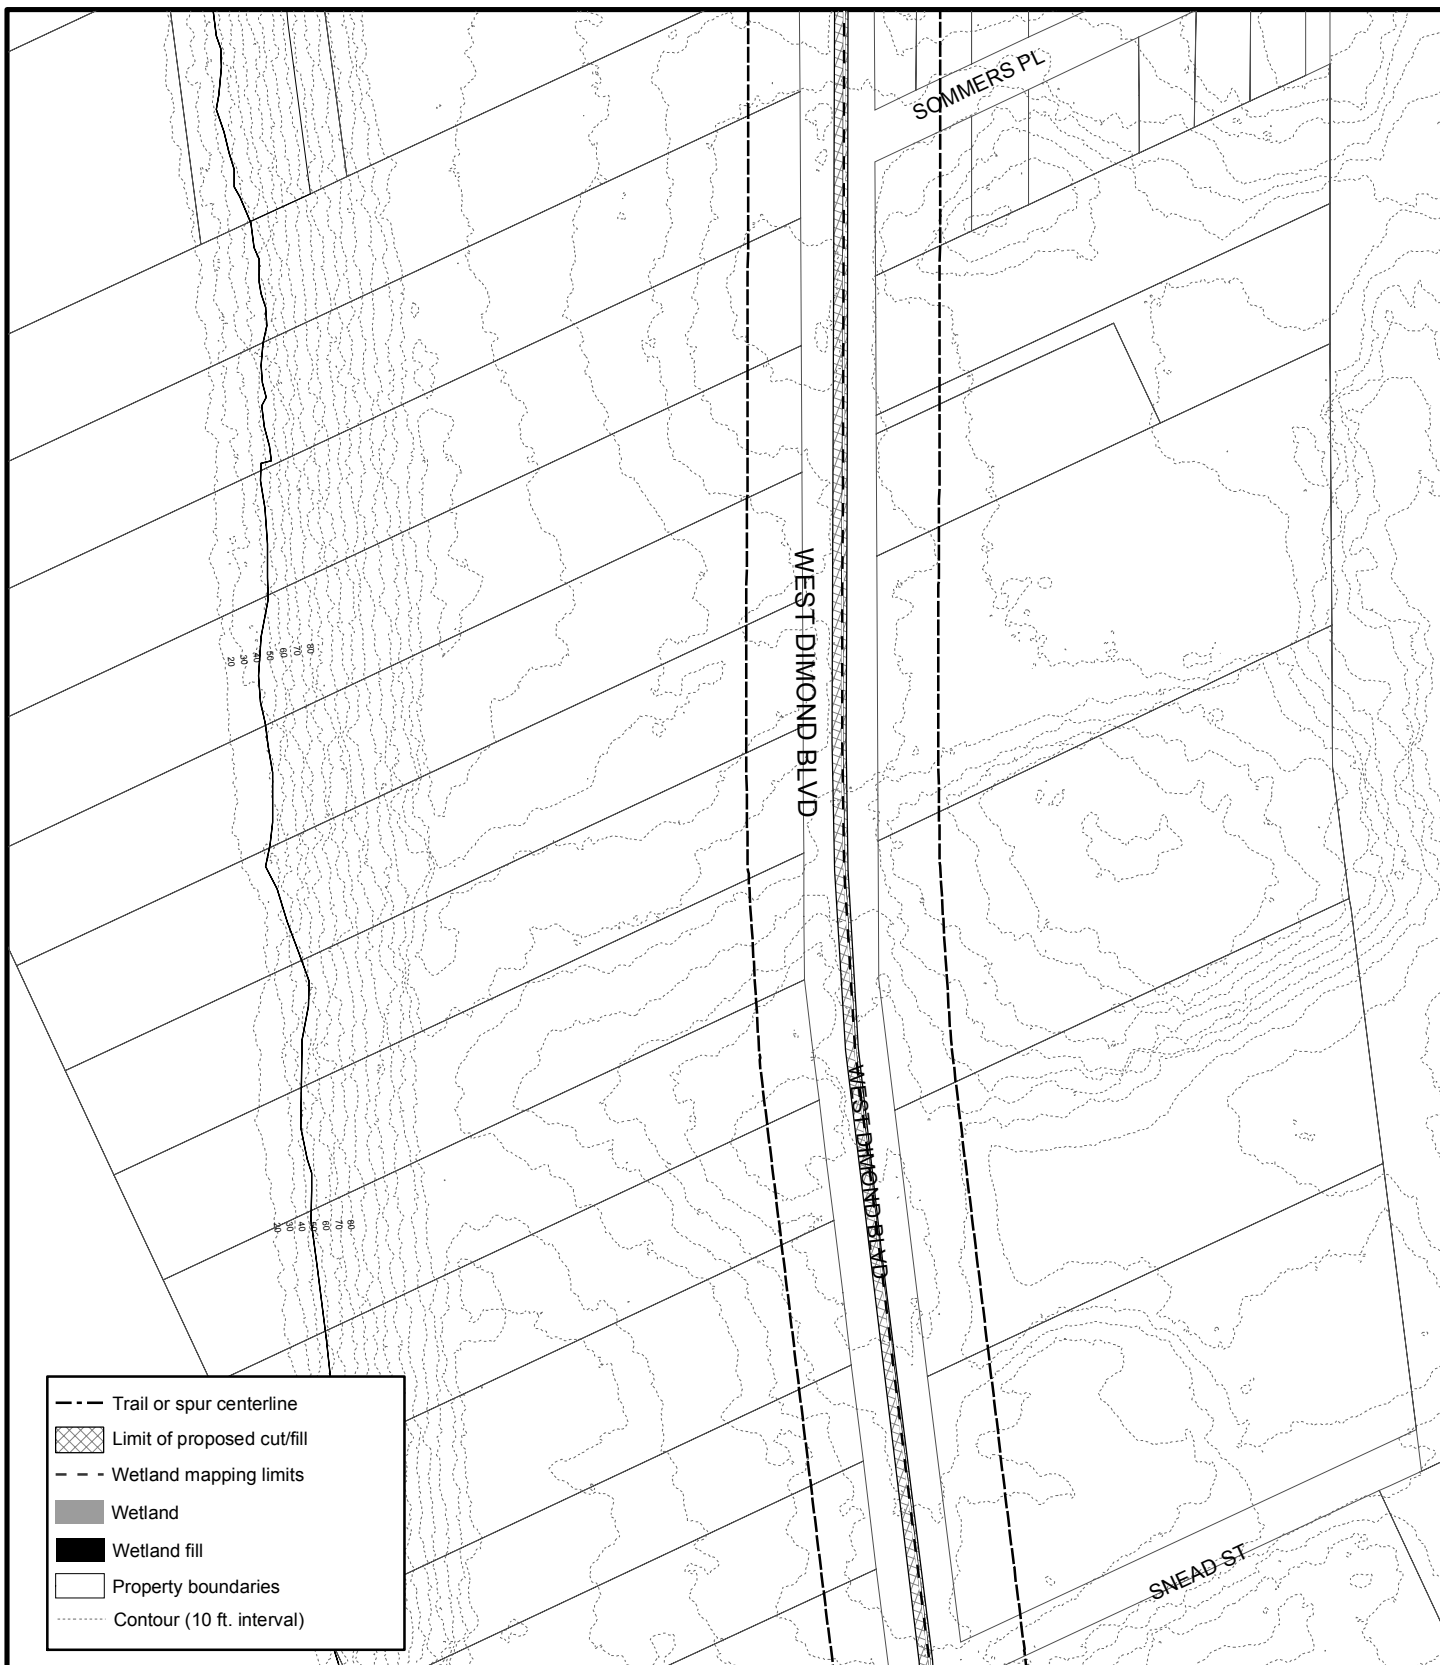 SOMMERS PL
WEST DIMOND BLVD
20 30 40 50 60 70 80
WEST DIMOND BLVD
20 30 40 50 60 70 80
SNEAD ST
Trail or spur centerline
Limit of proposed cut/fill
Wetland mapping limits
Wetland
Wetland fill
Property boundaries
Contour (10 ft. interval)